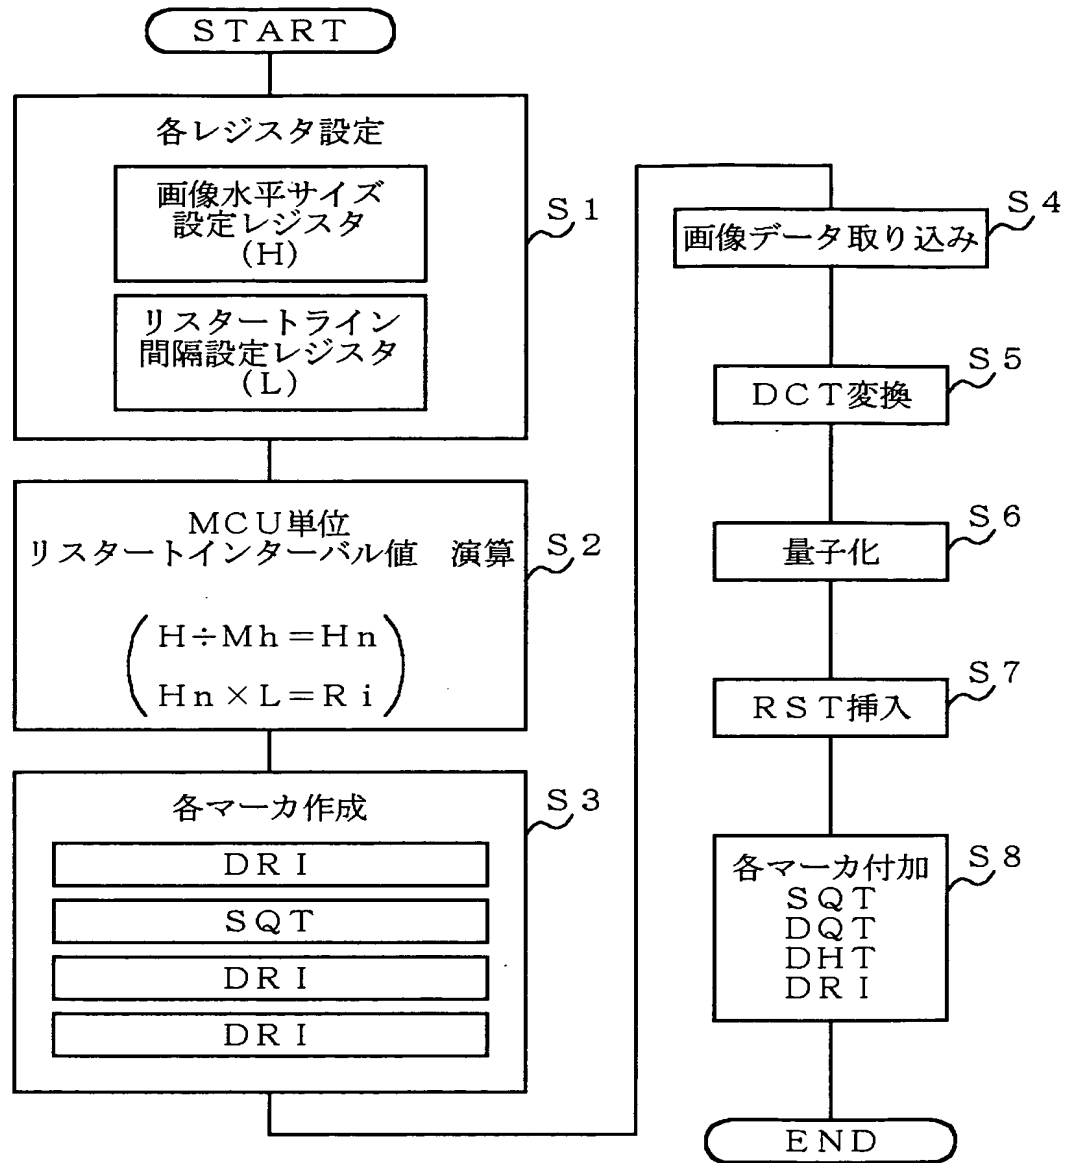 START
各レジスタ設定
画像水平サイズ
設定レジスタ
(H)
リスタートライン
間隔設定レジスタ
(L)
S1
MCU単位
リスタートインターバル値 演算
H÷Mh=Hn
Hn×L=Ri
S2
各マーカ作成
DRI
SQT
DRI
DRI
S3
画像データ取り込み
S4
DCT変換
S5
量子化
S6
RST挿入
S7
各マーカ付加
SQT
DQT
DHT
DRI
S8
END